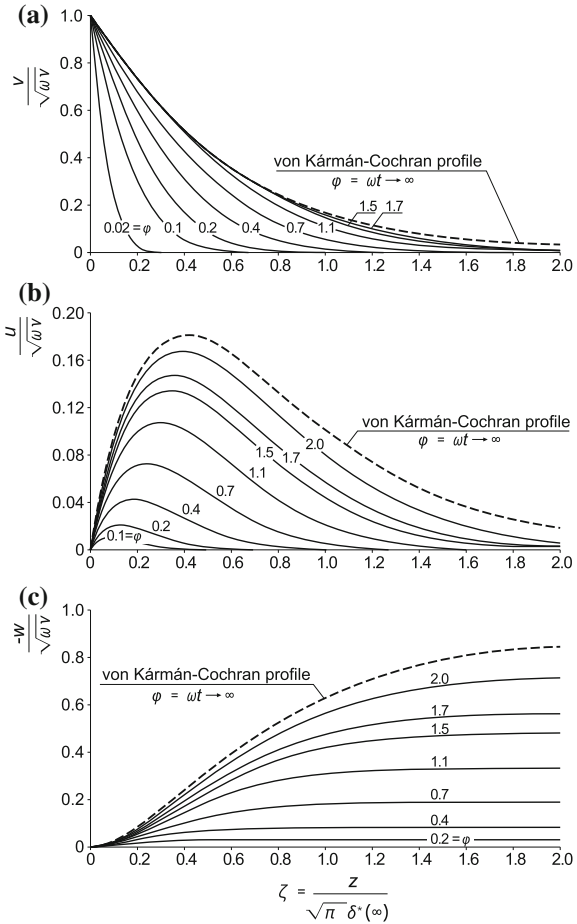 (a)
1.0
0.8
0.6
0.4
0.2
0
v
√ων
von Kármán-Cochran profile
φ = ωt → ∞
1.5 1.7
0.02=φ 0.1 0.2 0.4 0.7 1.1
0 0.2 0.4 0.6 0.8 1.0 1.2 1.4 1.6 1.8 2.0
(b)
0.20
0.16
0.12
0.08
0.04
0
u
√ων
von Kármán-Cochran profile
φ = ωt → ∞
2.0
1.7
1.5
1.1
0.7
0.4
0.2
0.1=φ
0 0.2 0.4 0.6 0.8 1.0 1.2 1.4 1.6 1.8 2.0
(c)
1.0
0.8
0.6
0.4
0.2
0
-w
√ων
von Kármán-Cochran profile
φ = ωt → ∞
2.0
1.7
1.5
1.1
0.7
0.4
0.2=φ
0 0.2 0.4 0.6 0.8 1.0 1.2 1.4 1.6 1.8 2.0
ζ = z
√π δ*(∞)